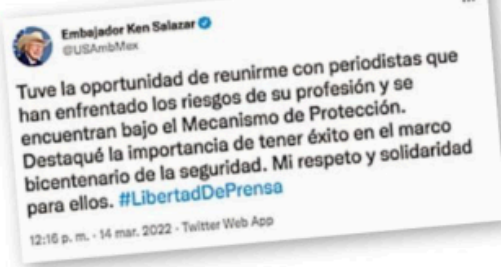 Embajador Ken Salazar
@USAmbMex
Tuve la oportunidad de reunirme con periodistas que
han enfrentado los riesgos de su profesión y se
encuentran bajo el Mecanismo de Protección.
Destaqué la importancia de tener éxito en el marco
bicentenario de la seguridad. Mi respeto y solidaridad
para ellos. #LibertadDePrensa
12:16 p. m. · 14 mar. 2022 · Twitter Web App